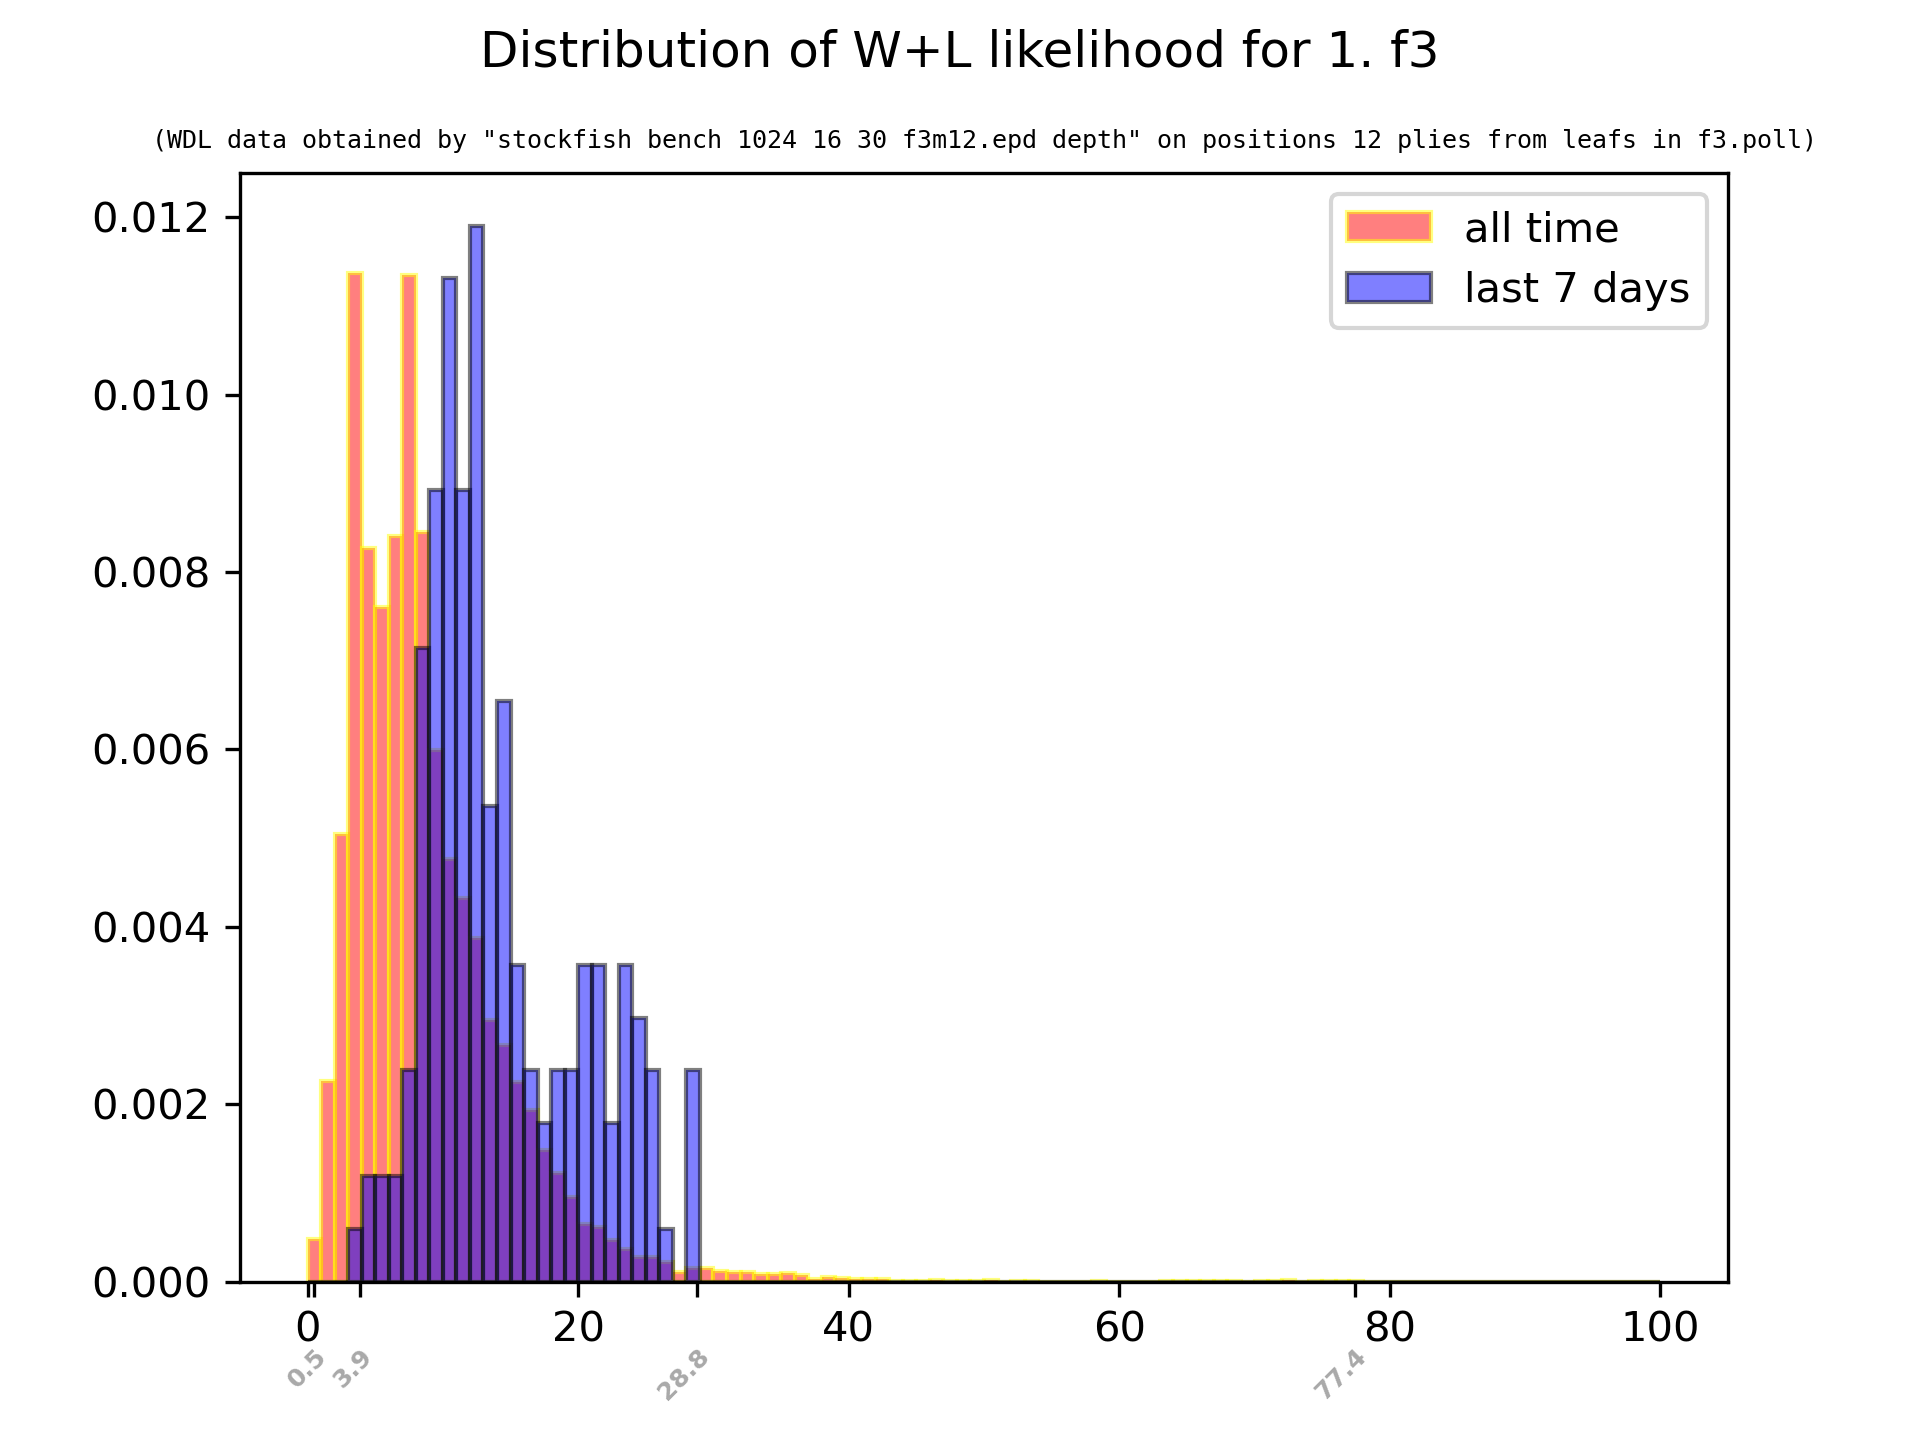 Distribution of W+L likelihood for 1. f3
(WDL data obtained by "stockfish bench 1024 16 30 f3m12.epd depth" on positions 12 plies from leafs in f3.poll)
all time
last 7 days
0.012
0.010
0.008
0.006
0.004
0.002
0.000
0 20 40 60 80 100
0.5 3.9 28.8 77.4